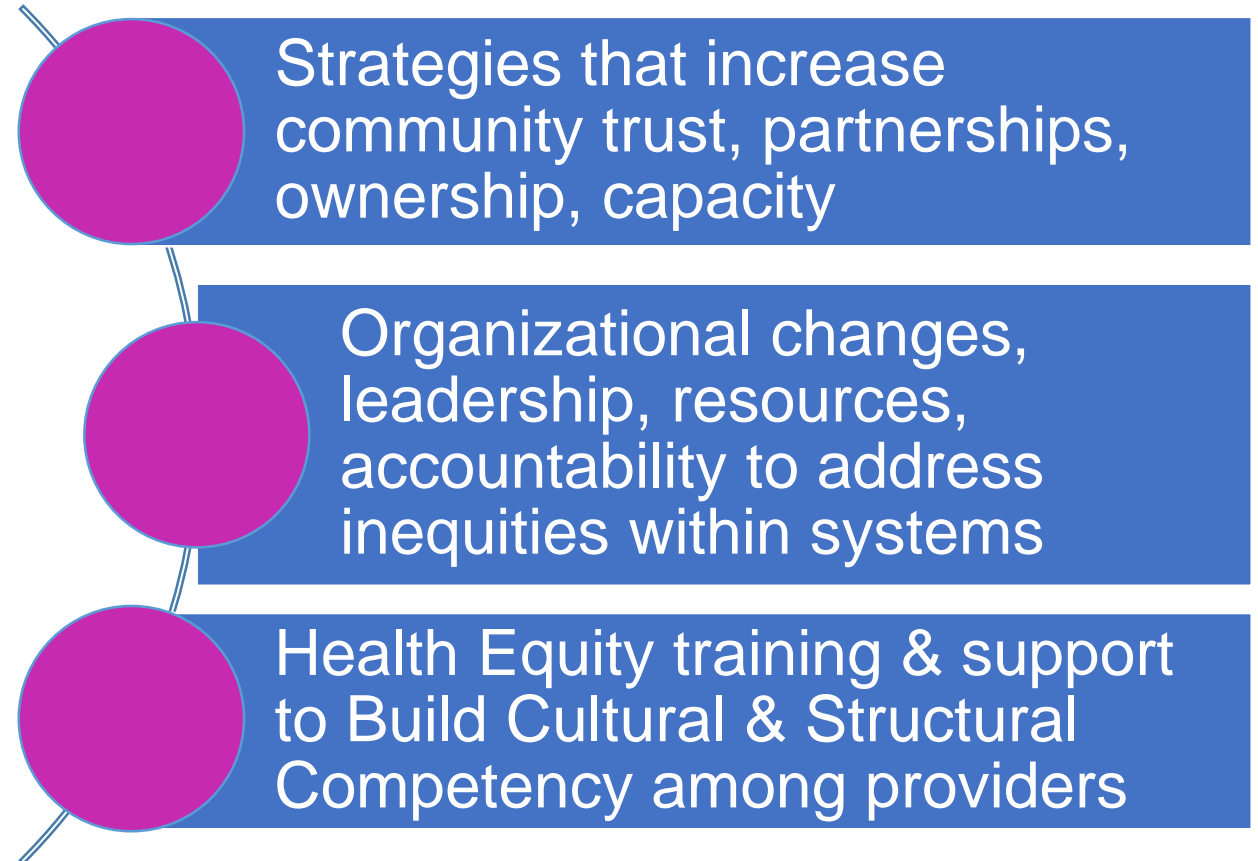 Strategies that increase
community trust, partnerships,
ownership, capacity
Organizational changes,
leadership, resources,
accountability to address
inequities within systems
Health Equity training & support
to Build Cultural & Structural
Competency among providers